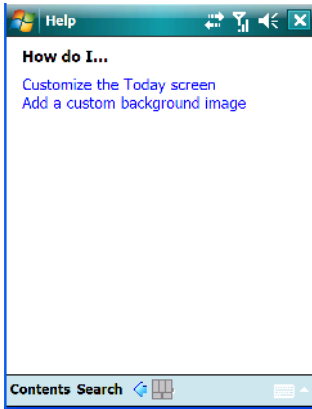 Help
How do I...
Customize the Today screen
Add a custom background image
Contents Search